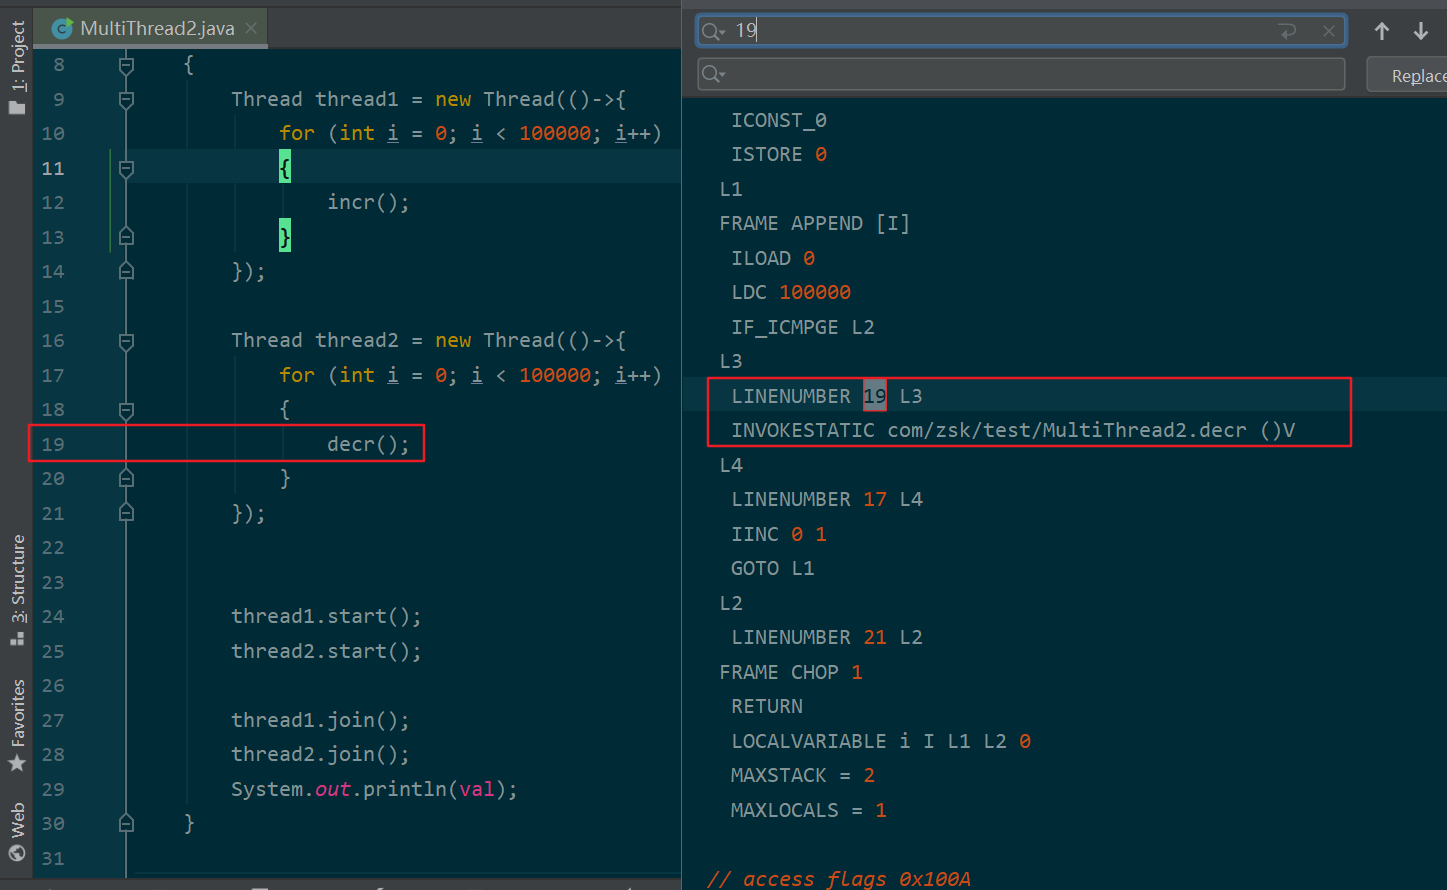 1: Project
3: Structure
Favorites
Web
MultiThread2.java
8 {
9 Thread thread1 = new Thread(()->{
10 for (int i = 0; i < 100000; i++)
11 {
12 incr();
13 }
14 });
15
16 Thread thread2 = new Thread(()->{
17 for (int i = 0; i < 100000; i++)
18 {
19 decr();
20 }
21 });
22
23
24 thread1.start();
25 thread2.start();
26
27 thread1.join();
28 thread2.join();
29 System.out.println(val);
30 }
31
19
Replace
ICONST_0
ISTORE 0
L1
FRAME APPEND [I]
ILOAD 0
LDC 100000
IF_ICMPGE L2
L3
LINENUMBER 19 L3
INVOKESTATIC com/zsk/test/MultiThread2.decr ()V
L4
LINENUMBER 17 L4
IINC 0 1
GOTO L1
L2
LINENUMBER 21 L2
FRAME CHOP 1
RETURN
LOCALVARIABLE i I L1 L2 0
MAXSTACK = 2
MAXLOCALS = 1
// access flags 0x100A